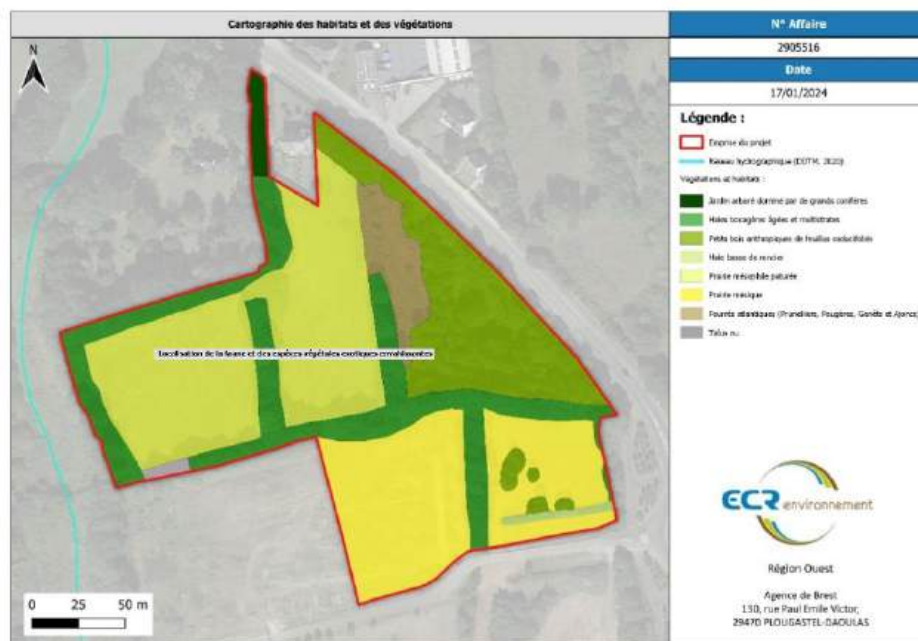 Cartographie des habitats et des végétations
N° Affaire
2905516
Date
17/01/2024
N
Légende :
Emprise du projet
Réseau hydrographique (DDTM, 2020)
Végétations et habitats :
Jardin arboré dominé par de grands conifères
Haies bocagères âgées et multistrates
Petits bois anthropiques de feuillus
Haie basse de
Prairie mésophile pâturée
Prairie mésique
Fourrés atlantiques (Prunelliers, Fougères, Genêts et Ajoncs)
Talus nu
Localisation de la faune et des espèces végétales exotiques envahissantes
ECR environnement
Région Ouest
Agence de Brest
130, rue Paul Emile Victor,
29470 PLOUGASTEL-DAOULAS
0 25 50 m